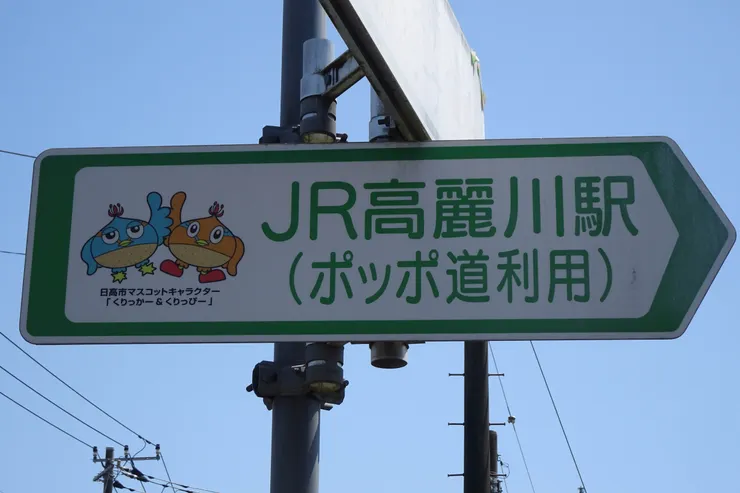 JR高麗川駅
(ポッポ道利用)
日高市マスコットキャラクター
「くりっかー&くりっぴー」